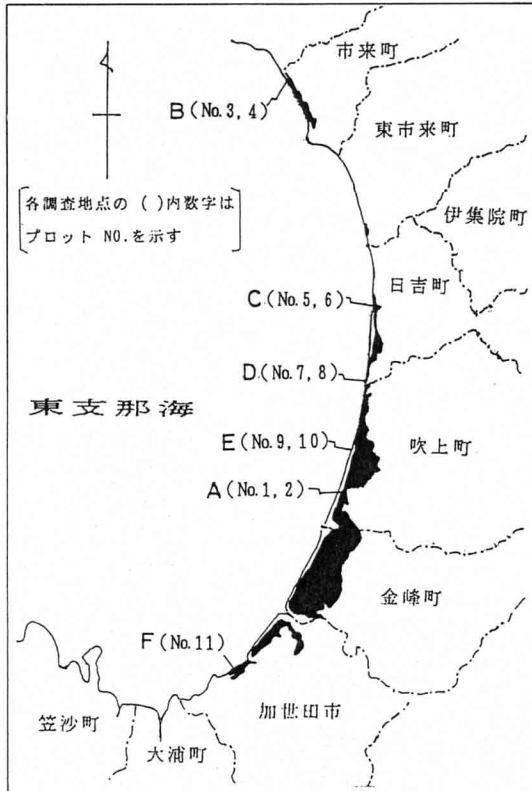 市来町
B (No.3, 4)
東市来町
各調査地点の ( )内数字は
プロット NO.を示す
伊集院町
日吉町
C (No.5, 6)
D (No.7, 8)
東支那海
E (No.9, 10)
吹上町
A (No.1, 2)
金峰町
F (No.11)
加世田市
笠沙町
大浦町